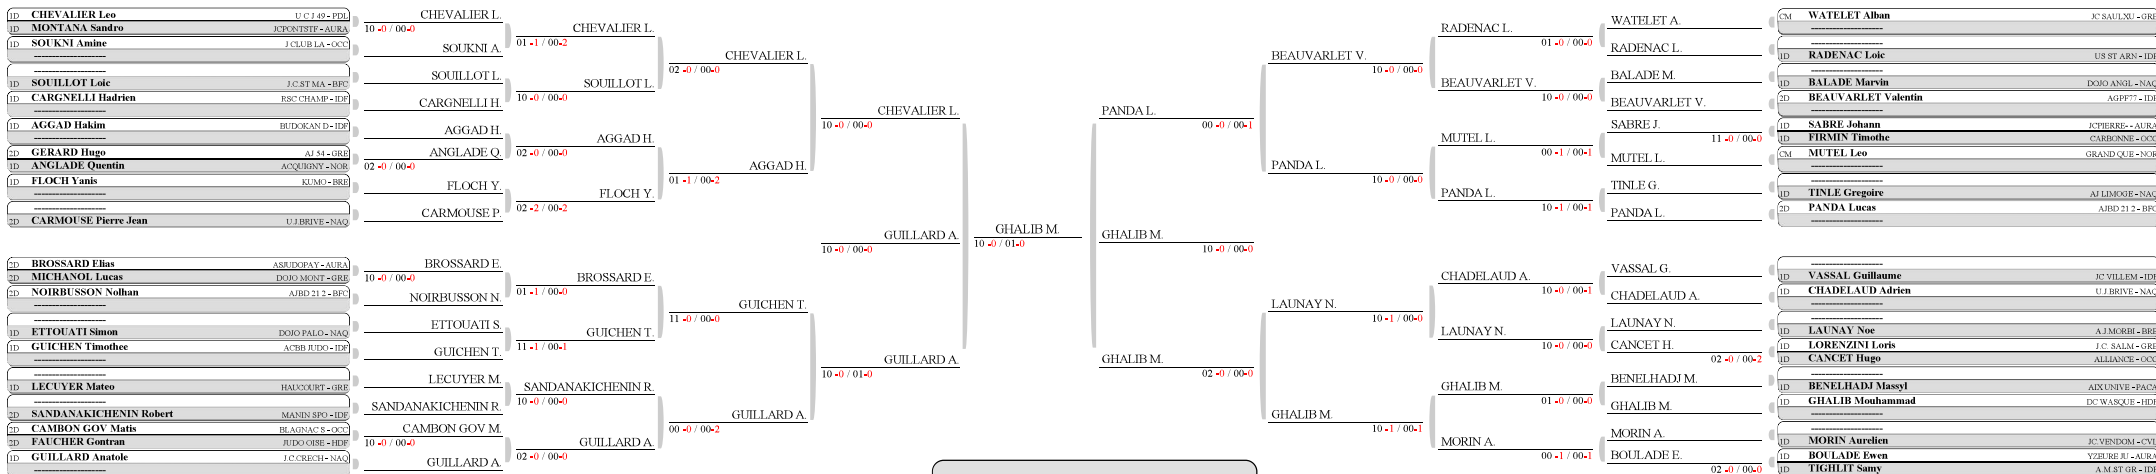 1D CHEVALIER Leo U C J 49 - PDL
1D MONTANA Sandro JCPONTSTF - AURA
1D SOUKNI Amine J CLUB LA - OCC
--------------------
--------------------
1D SOUILLOT Loic J.C.ST MA - BFC
1D CARGNELLI Hadrien RSC CHAMP - IDF
--------------------
1D AGGAD Hakim BUDOKAN D - IDF
--------------------
2D GERARD Hugo AJ 54 - GRE
1D ANGLADE Quentin ACQUIGNY - NOR
1D FLOCH Yanis KUMO - BRE
--------------------
--------------------
2D CARMOUSE Pierre Jean U.J.BRIVE - NAQ
2D BROSSARD Elias ASJUDOPAY - AURA
2D MICHANOL Lucas DOJO MONT - GRE
2D NOIRBUSSON Nolhan AJBD 21 2 - BFC
--------------------
--------------------
1D ETTOUATI Simon DOJO PALO - NAQ
1D GUICHEN Timothee ACBB JUDO - IDF
--------------------
--------------------
1D LECUYER Mateo HAUCOURT - GRE
--------------------
2D SANDANAKICHENIN Robert MANIN SPO - IDF
2D CAMBON GOV Matis BLAGNAC S - OCC
2D FAUCHER Gontran JUDO OISE - HDF
1D GUILLARD Anatole J.C.CRECH - NAQ
--------------------
CHEVALIER L.
10 -0 / 00-0
SOUKNI A.
SOUILLOT L.
CARGNELLI H.
AGGAD H.
ANGLADE Q.
02 -0 / 00-0
FLOCH Y.
CARMOUSE P.
BROSSARD E.
10 -0 / 00-0
NOIRBUSSON N.
ETTOUATI S.
GUICHEN T.
LECUYER M.
SANDANAKICHENIN R.
CAMBON GOV M.
10 -0 / 00-0
GUILLARD A.
CHEVALIER L.
01 -1 / 00-2
SOUILLOT L.
10 -0 / 00-0
AGGAD H.
02 -0 / 00-0
FLOCH Y.
02 -2 / 00-2
BROSSARD E.
01 -1 / 00-0
GUICHEN T.
11 -1 / 00-1
SANDANAKICHENIN R.
10 -0 / 00-0
GUILLARD A.
02 -0 / 00-0
CHEVALIER L.
02 -0 / 00-0
AGGAD H.
01 -1 / 00-2
GUICHEN T.
11 -0 / 00-0
GUILLARD A.
00 -0 / 00-2
CHEVALIER L.
10 -0 / 00-0
GUILLARD A.
10 -0 / 01-0
GUILLARD A.
10 -0 / 00-0
GHALIB M.
10 -0 / 01-0
PANDA L.
00 -0 / 00-1
GHALIB M.
10 -0 / 00-0
GHALIB M.
02 -0 / 00-0
BEAUVARLET V.
10 -0 / 00-0
PANDA L.
10 -0 / 00-0
LAUNAY N.
10 -1 / 00-0
GHALIB M.
10 -1 / 00-1
RADENAC L.
01 -0 / 00-0
BEAUVARLET V.
10 -0 / 00-0
MUTEL L.
00 -1 / 00-1
PANDA L.
10 -1 / 00-1
CHADELAUD A.
10 -0 / 00-1
LAUNAY N.
10 -0 / 00-0
GHALIB M.
01 -0 / 00-0
MORIN A.
00 -1 / 00-1
WATELET A.
RADENAC L.
BALADE M.
BEAUVARLET V.
SABRE J.
11 -0 / 00-0
MUTEL L.
TINLE G.
PANDA L.
VASSAL G.
CHADELAUD A.
LAUNAY N.
CANCET H.
02 -0 / 00-2
BENELHADJ M.
GHALIB M.
MORIN A.
BOULADE E.
02 -0 / 00-0
CM WATELET Alban JC SAULXU - GRE
--------------------
--------------------
1D RADENAC Loic US ST ARN - IDF
--------------------
1D BALADE Marvin DOJO ANGL - NAQ
2D BEAUVARLET Valentin AGPF77 - IDF
--------------------
1D SABRE Johann JCPIERRE-- AURA
1D FIRMIN Timothe CARBONNE - OCC
CM MUTEL Leo GRAND QUE - NOR
--------------------
--------------------
1D TINLE Gregoire AJ LIMOGE - NAQ
2D PANDA Lucas AJBD 21 2 - BFC
--------------------
--------------------
1D VASSAL Guillaume JC VILLEM - IDF
1D CHADELAUD Adrien U.J.BRIVE - NAQ
--------------------
--------------------
1D LAUNAY Noe A.J.MORBI - BRE
1D LORENZINI Loris J.C. SALM - GRE
1D CANCET Hugo ALLIANCE - OCC
--------------------
1D BENELHADJ Massyl AIX UNIVE - PACA
1D GHALIB Mouhammad DC WASQUE - HDF
--------------------
--------------------
1D MORIN Aurelien JC.VENDOM - CVL
1D BOULADE Ewen YZEURE JU - AURA
1D TIGHLIT Samy A.M.ST GR - IDF